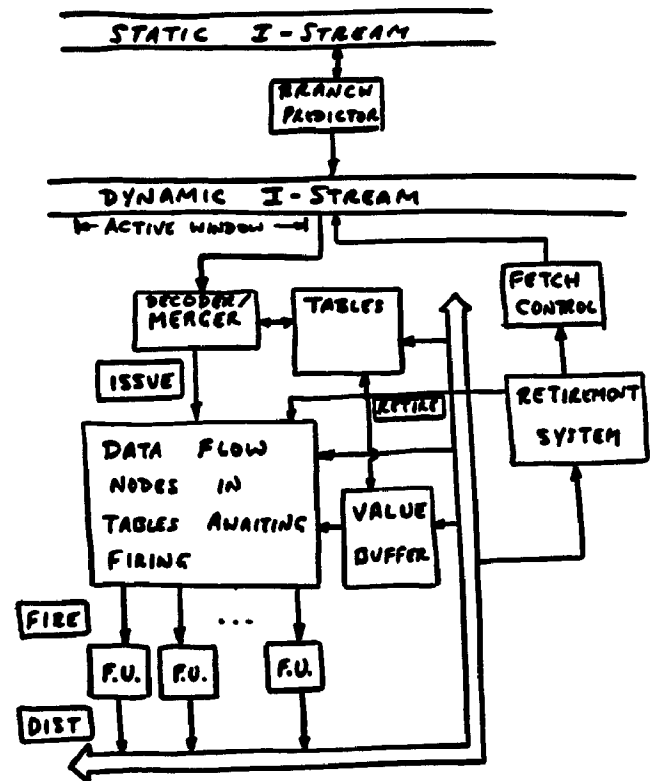 STATIC I-STREAM
BRANCH
PREDICTOR
DYNAMIC I-STREAM
ACTIVE WINDOW
DECODER/
MERGER
TABLES
FETCH
CONTROL
ISSUE
RETIRE
RETIREMONT
SYSTEM
DATA FLOW
NODES IN
TABLES AWAITING
FIRING
VALUE
BUFFER
FIRE
...
F.U. F.U. F.U.
DIST